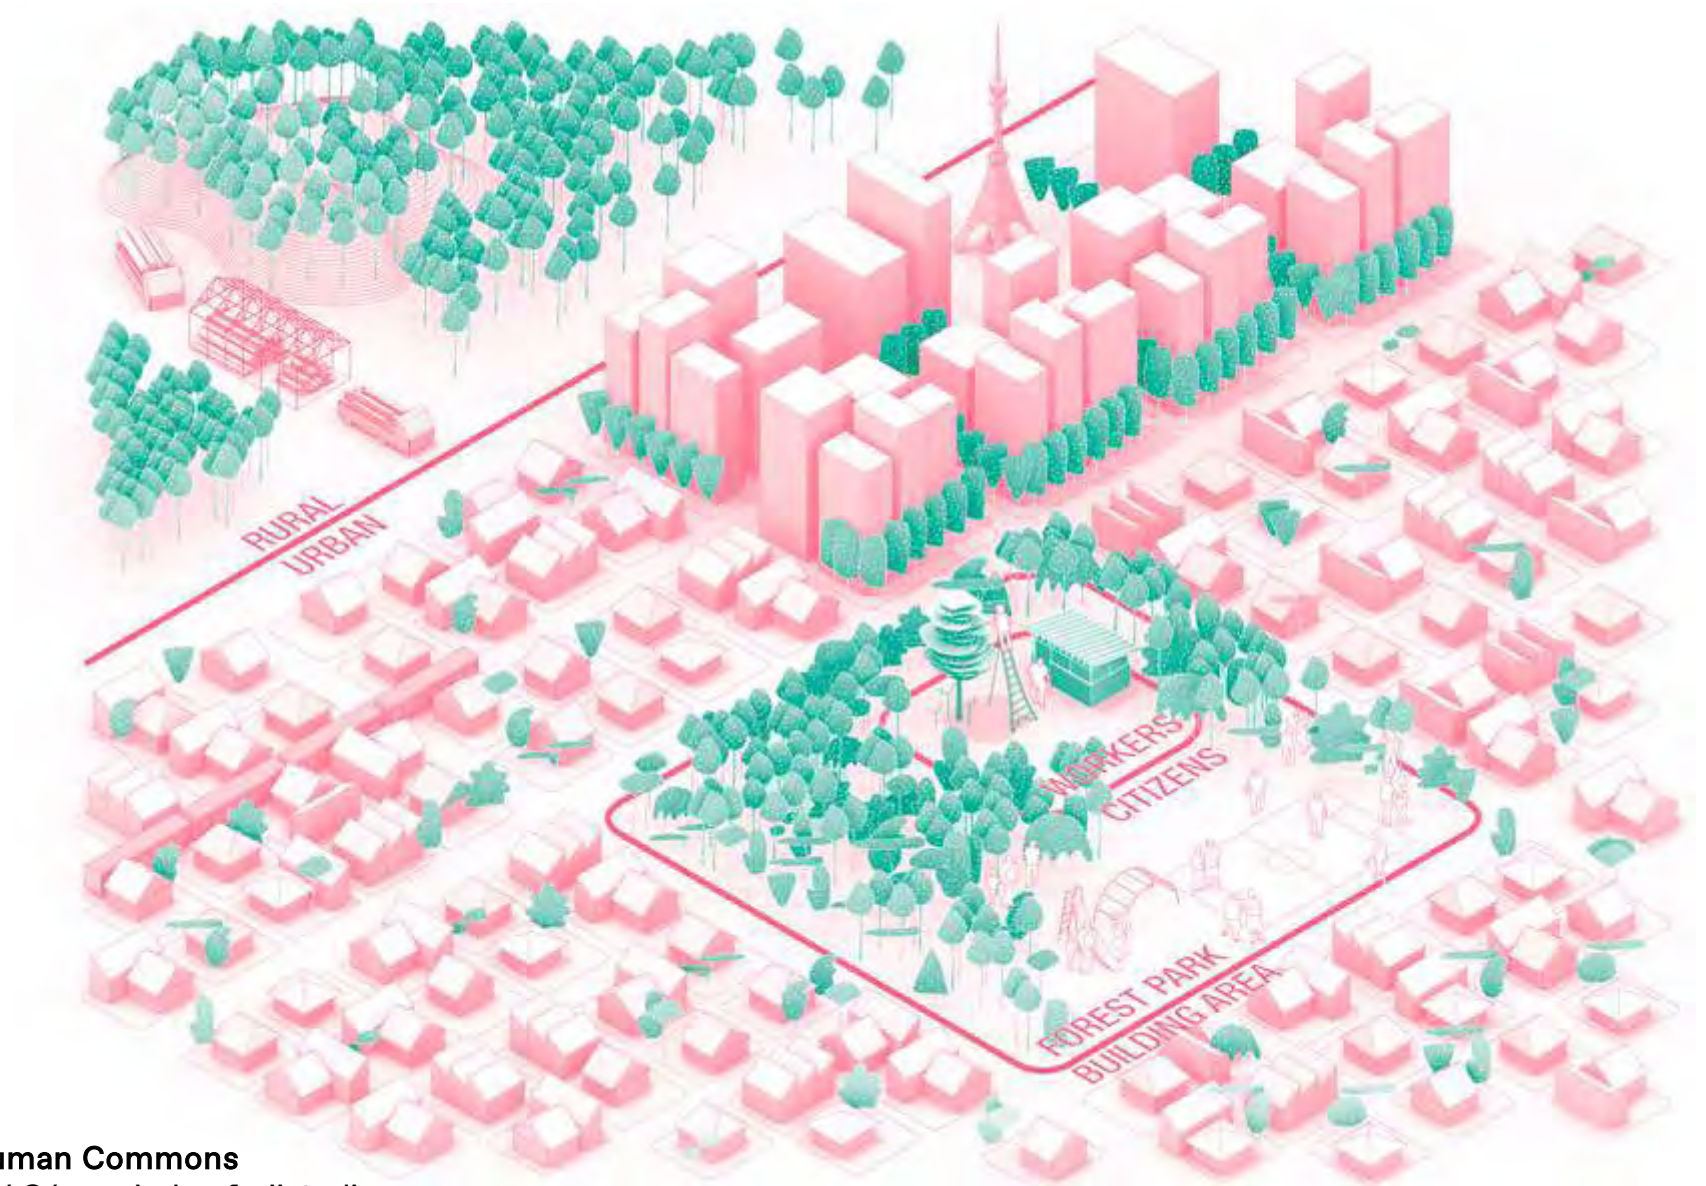 RURAL
URBAN
WORKERS
CITIZENS
FOREST PARK
BUILDING AREA
uman Commons